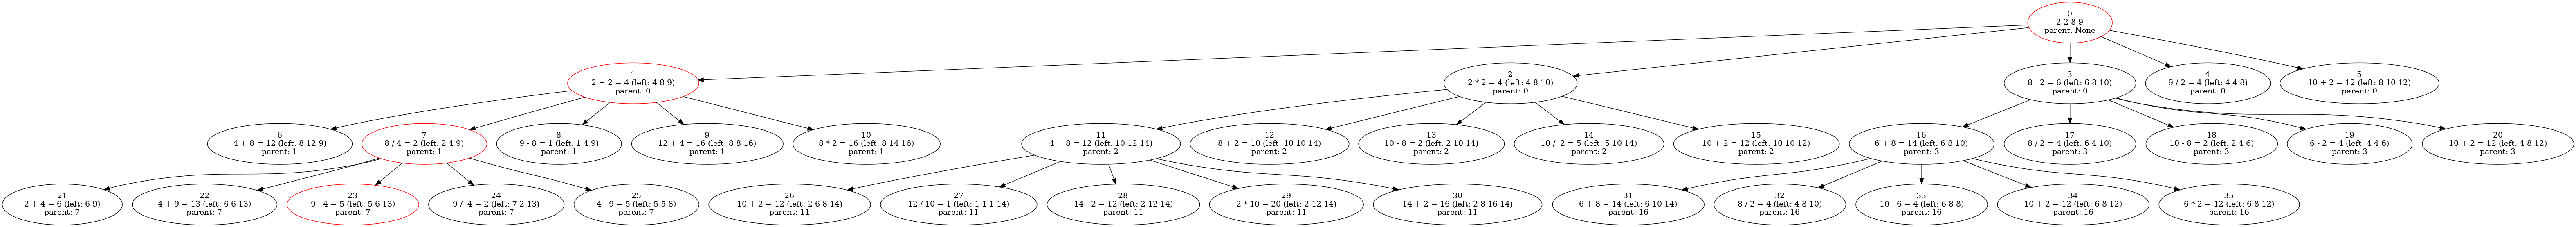 0
2 2 8 9
parent: None
1
2 + 2 = 4 (left: 4 8 9)
parent: 0
2
2 * 2 = 4 (left: 4 8 10)
parent: 0
3
8 - 2 = 6 (left: 6 8 10)
parent: 0
4
9 / 2 = 4 (left: 4 4 8)
parent: 0
5
10 + 2 = 12 (left: 8 10 12)
parent: 0
6
4 + 8 = 12 (left: 8 12 9)
parent: 1
7
8 / 4 = 2 (left: 2 4 9)
parent: 1
8
9 - 8 = 1 (left: 1 4 9)
parent: 1
9
12 + 4 = 16 (left: 8 8 16)
parent: 1
10
8 * 2 = 16 (left: 8 14 16)
parent: 1
11
4 + 8 = 12 (left: 10 12 14)
parent: 2
12
8 + 2 = 10 (left: 10 10 14)
parent: 2
13
10 - 8 = 2 (left: 2 10 14)
parent: 2
14
10 / 2 = 5 (left: 5 10 14)
parent: 2
15
10 + 2 = 12 (left: 10 10 12)
parent: 2
16
6 + 8 = 14 (left: 6 8 10)
parent: 3
17
8 / 2 = 4 (left: 6 4 10)
parent: 3
18
10 - 8 = 2 (left: 2 4 6)
parent: 3
19
6 - 2 = 4 (left: 4 4 6)
parent: 3
20
10 + 2 = 12 (left: 4 8 12)
parent: 3
21
2 + 4 = 6 (left: 6 9)
parent: 7
22
4 + 9 = 13 (left: 6 6 13)
parent: 7
23
9 - 4 = 5 (left: 5 6 13)
parent: 7
24
9 / 4 = 2 (left: 7 2 13)
parent: 7
25
4 - 9 = 5 (left: 5 5 8)
parent: 7
26
10 + 2 = 12 (left: 2 6 8 14)
parent: 11
27
12 / 10 = 1 (left: 1 1 1 14)
parent: 11
28
14 - 2 = 12 (left: 2 12 14)
parent: 11
29
2 * 10 = 20 (left: 2 12 14)
parent: 11
30
14 + 2 = 16 (left: 2 8 16 14)
parent: 11
31
6 + 8 = 14 (left: 6 10 14)
parent: 16
32
8 / 2 = 4 (left: 4 8 10)
parent: 16
33
10 - 6 = 4 (left: 6 8 8)
parent: 16
34
10 + 2 = 12 (left: 6 8 12)
parent: 16
35
6 * 2 = 12 (left: 6 8 12)
parent: 16